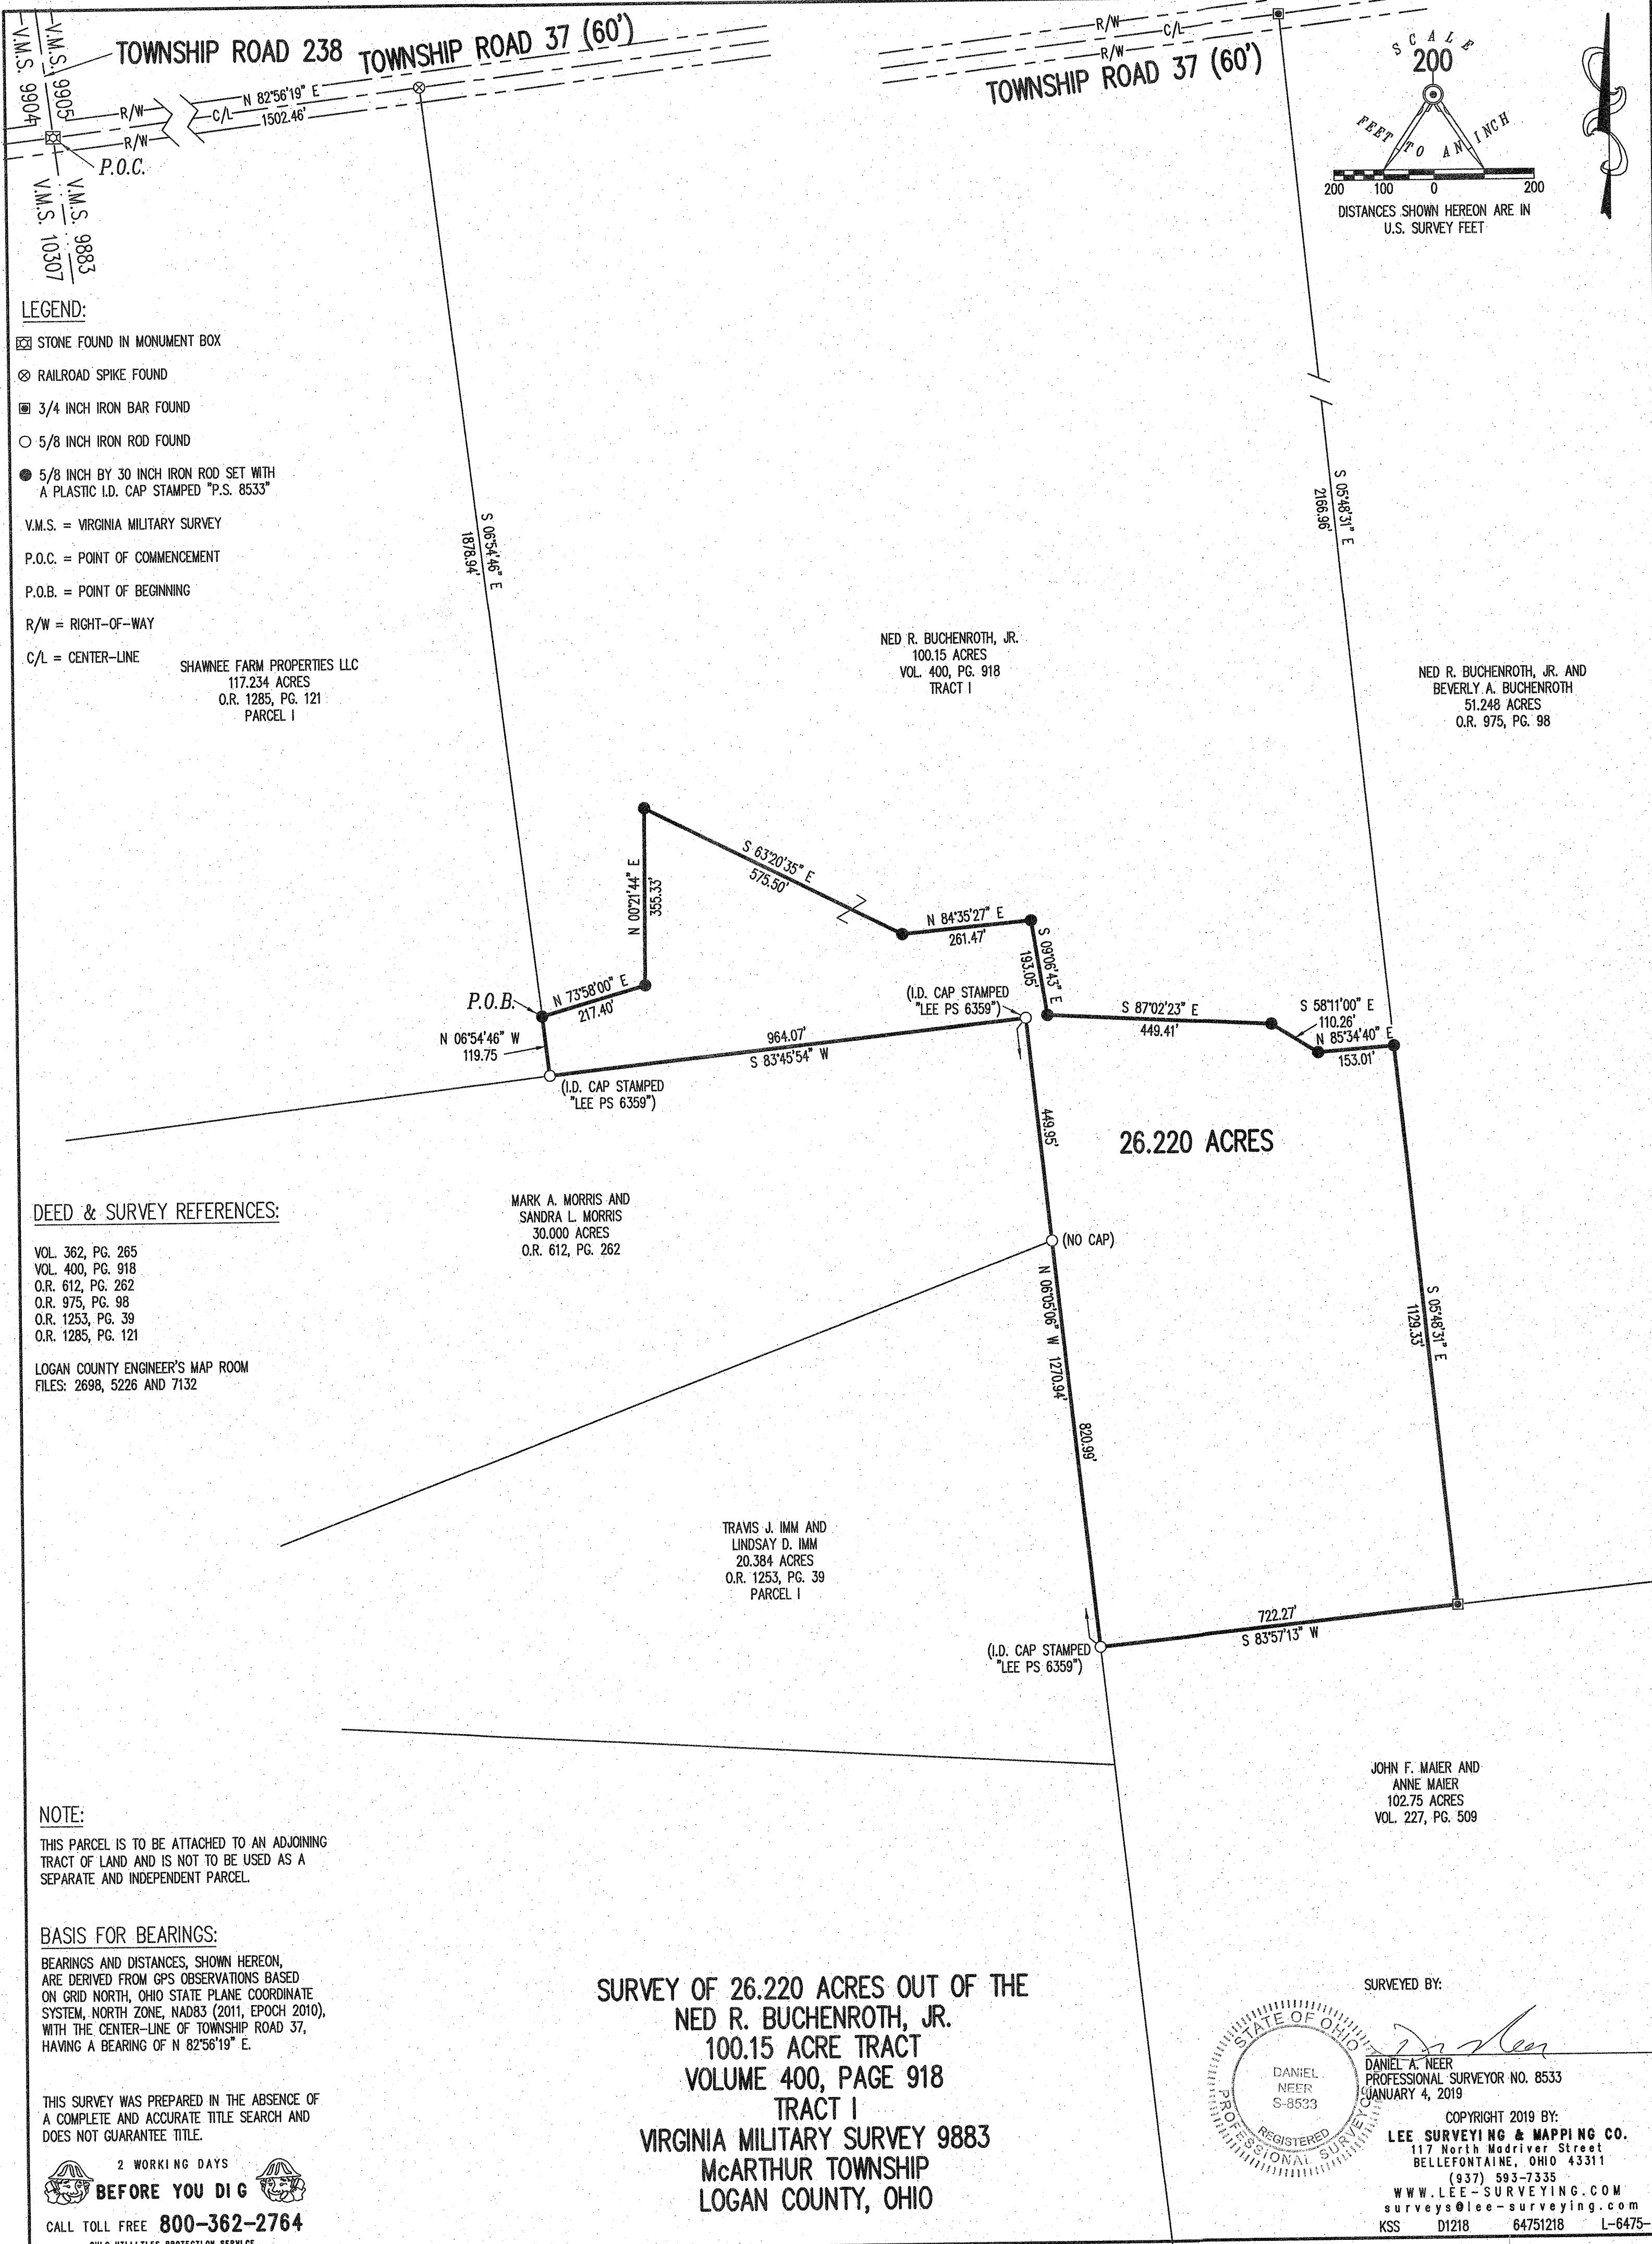 V.M.S. 9904
V.M.S. 9905
TOWNSHIP ROAD 238
TOWNSHIP ROAD 37 (60')
R/W
C/L
R/W
N 82°56'19" E
1502.46'
P.O.C.
V.M.S. 10307
V.M.S. 9883
R/W
C/L
R/W
TOWNSHIP ROAD 37 (60')
SCALE
200
FEET TO AN INCH
200 100 0 200
DISTANCES SHOWN HEREON ARE IN
U.S. SURVEY FEET
LEGEND:
STONE FOUND IN MONUMENT BOX
RAILROAD SPIKE FOUND
3/4 INCH IRON BAR FOUND
5/8 INCH IRON ROD FOUND
5/8 INCH BY 30 INCH IRON ROD SET WITH
A PLASTIC I.D. CAP STAMPED "P.S. 8533"
V.M.S. = VIRGINIA MILITARY SURVEY
P.O.C. = POINT OF COMMENCEMENT
P.O.B. = POINT OF BEGINNING
R/W = RIGHT-OF-WAY
C/L = CENTER-LINE
S 06°54'46" E
1878.94'
S 05°48'31" E
2166.96'
SHAWNEE FARM PROPERTIES LLC
117.234 ACRES
O.R. 1285, PG. 121
PARCEL I
NED R. BUCHENROTH, JR.
100.15 ACRES
VOL. 400, PG. 918
TRACT I
NED R. BUCHENROTH, JR. AND
BEVERLY A. BUCHENROTH
51.248 ACRES
O.R. 975, PG. 98
N 00°21'44" E
355.33'
S 63°20'35" E
575.50'
N 84°35'27" E
261.47'
S 09°06'43" E
193.05'
P.O.B.
N 73°58'00" E
217.40'
(I.D. CAP STAMPED
"LEE PS 6359")
S 87°02'23" E
449.41'
S 58°11'00" E
110.26'
N 85°34'40" E
153.01'
N 06°54'46" W
119.75
964.07'
S 83°45'54" W
(I.D. CAP STAMPED
"LEE PS 6359")
449.95'
26.220 ACRES
(NO CAP)
DEED & SURVEY REFERENCES:
VOL. 362, PG. 265
VOL. 400, PG. 918
O.R. 612, PG. 262
O.R. 975, PG. 98
O.R. 1253, PG. 39
O.R. 1285, PG. 121
LOGAN COUNTY ENGINEER'S MAP ROOM
FILES: 2698, 5226 AND 7132
MARK A. MORRIS AND
SANDRA L. MORRIS
30.000 ACRES
O.R. 612, PG. 262
N 06°05'06" W 1270.94'
820.99'
S 05°48'31" E
1129.33'
TRAVIS J. IMM AND
LINDSAY D. IMM
20.384 ACRES
O.R. 1253, PG. 39
PARCEL I
722.27'
S 83°57'13" W
(I.D. CAP STAMPED
"LEE PS 6359")
JOHN F. MAIER AND
ANNE MAIER
102.75 ACRES
VOL. 227, PG. 509
NOTE:
THIS PARCEL IS TO BE ATTACHED TO AN ADJOINING
TRACT OF LAND AND IS NOT TO BE USED AS A
SEPARATE AND INDEPENDENT PARCEL.
BASIS FOR BEARINGS:
BEARINGS AND DISTANCES, SHOWN HEREON,
ARE DERIVED FROM GPS OBSERVATIONS BASED
ON GRID NORTH, OHIO STATE PLANE COORDINATE
SYSTEM, NORTH ZONE, NAD83 (2011, EPOCH 2010),
WITH THE CENTER-LINE OF TOWNSHIP ROAD 37,
HAVING A BEARING OF N 82°56'19" E.
THIS SURVEY WAS PREPARED IN THE ABSENCE OF
A COMPLETE AND ACCURATE TITLE SEARCH AND
DOES NOT GUARANTEE TITLE.
2 WORKING DAYS
BEFORE YOU DIG
CALL TOLL FREE 800-362-2764
OHIO UTILITIES PROTECTION SERVICE
SURVEY OF 26.220 ACRES OUT OF THE
NED R. BUCHENROTH, JR.
100.15 ACRE TRACT
VOLUME 400, PAGE 918
TRACT I
VIRGINIA MILITARY SURVEY 9883
McARTHUR TOWNSHIP
LOGAN COUNTY, OHIO
SURVEYED BY:
STATE OF OHIO
DANIEL
NEER
S-8533
REGISTERED
PROFESSIONAL SURVEYOR
DANIEL A. NEER
PROFESSIONAL SURVEYOR NO. 8533
JANUARY 4, 2019
COPYRIGHT 2019 BY:
LEE SURVEYING & MAPPING CO.
117 North Madriver Street
BELLEFONTAINE, OHIO 43311
(937) 593-7335
WWW.LEE-SURVEYING.COM
surveys@lee-surveying.com
KSS D1218 64751218 L-6475-